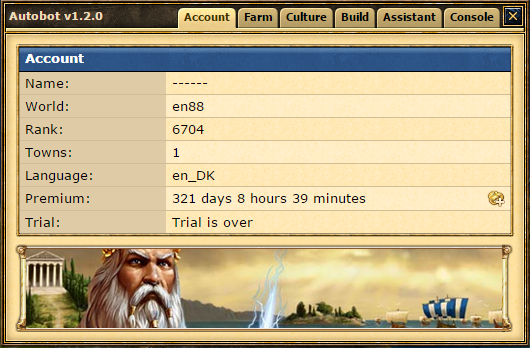 Autobot v1.2.0 Account Farm Culture Build Assistant Console
Account
Name: ------
World: en88
Rank: 6704
Towns: 1
Language: en_DK
Premium: 321 days 8 hours 39 minutes
Trial: Trial is over